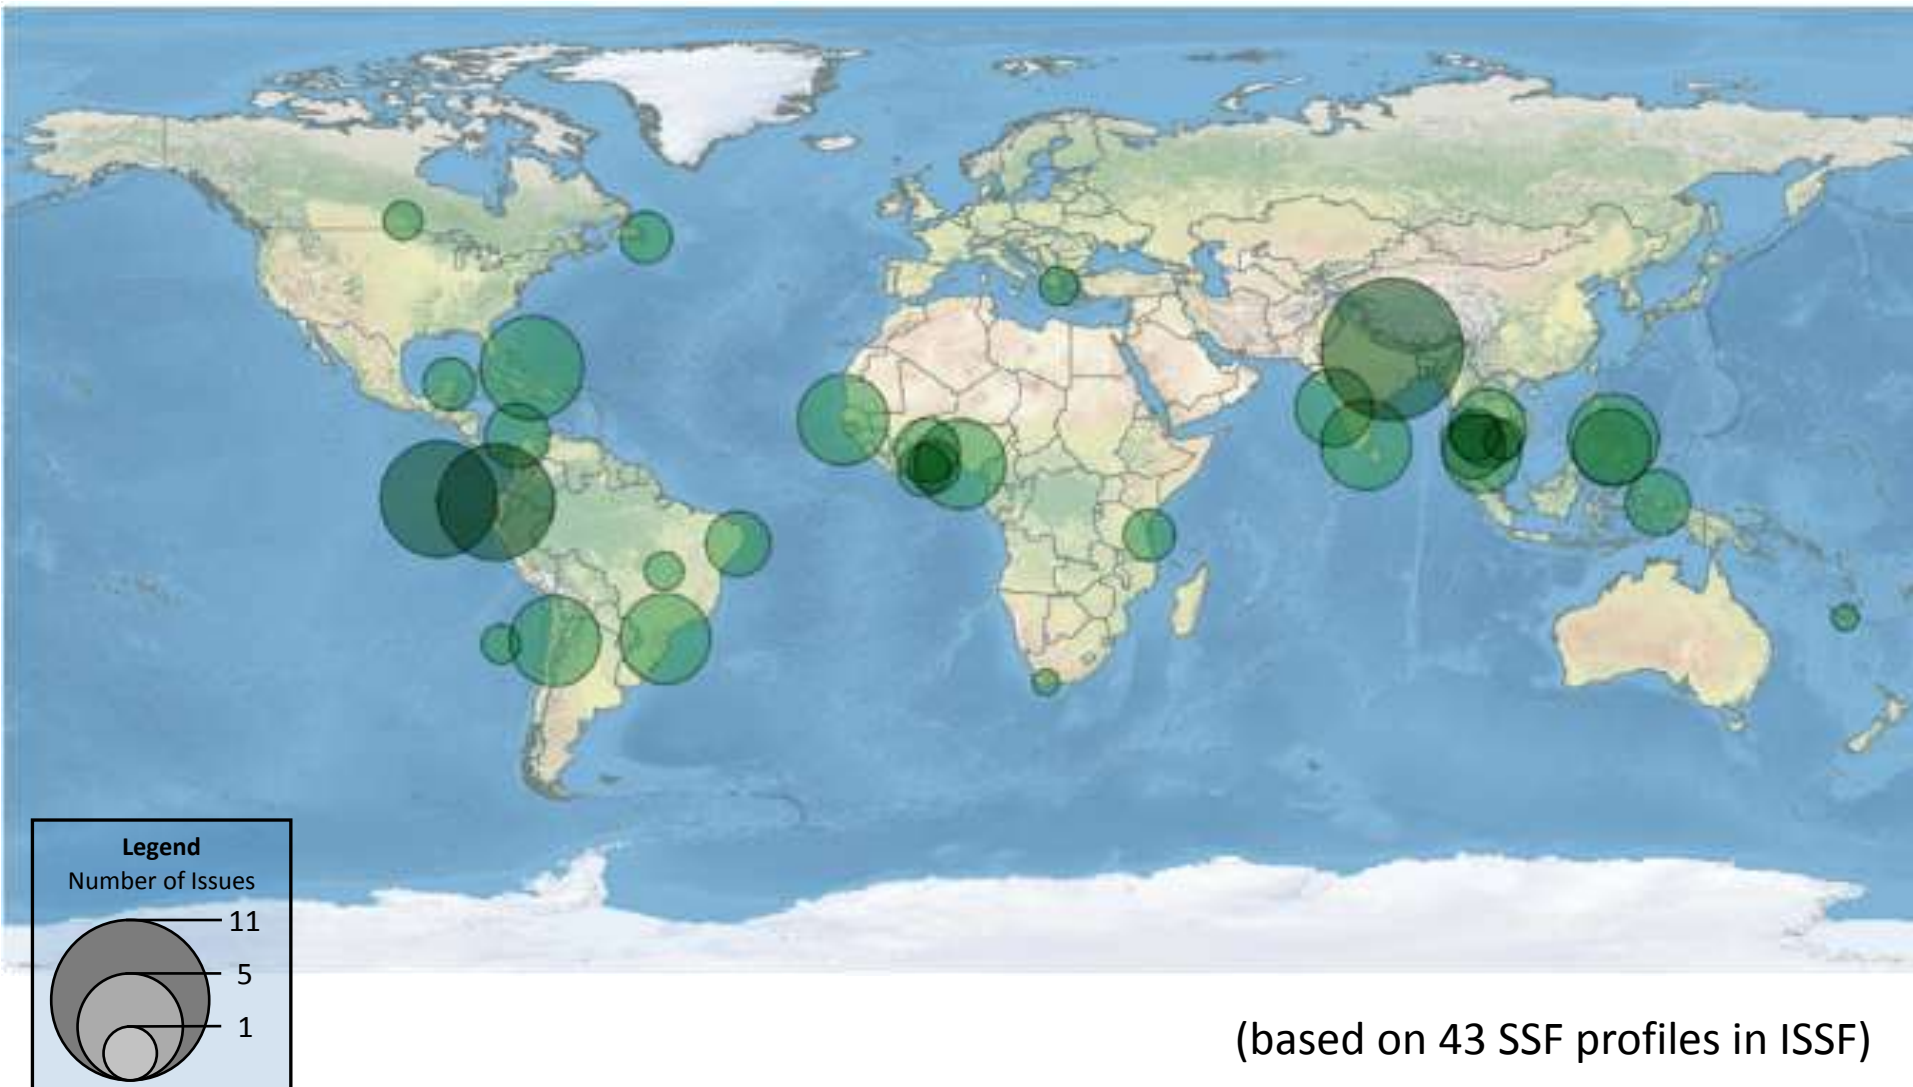 Legend
Number of Issues
11
5
1
(based on 43 SSF profiles in ISSF)